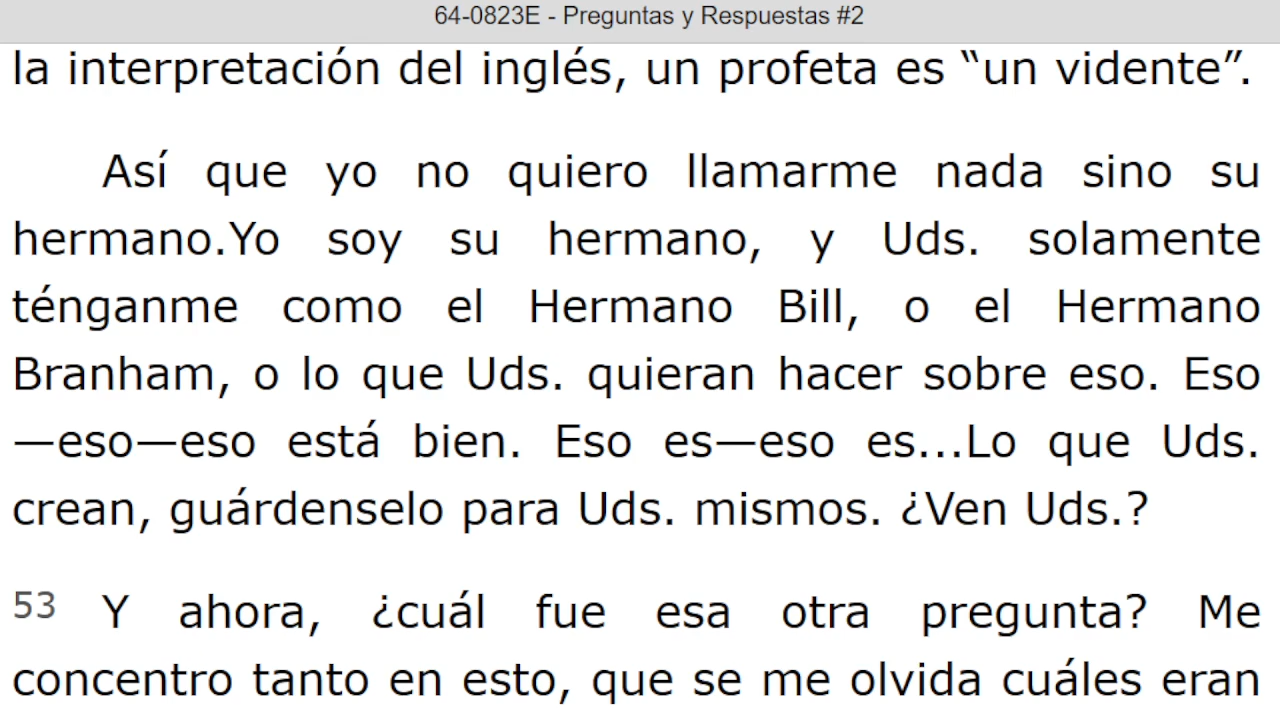 64-0823E - Preguntas y Respuestas #2
la interpretación del inglés, un profeta es “un vidente”.
Así que yo no quiero llamarme nada sino su
hermano.Yo soy su hermano, y Uds. solamente
ténganme como el Hermano Bill, o el Hermano
Branham, o lo que Uds. quieran hacer sobre eso. Eso
—eso—eso está bien. Eso es—eso es...Lo que Uds.
crean, guárdenselo para Uds. mismos. ¿Ven Uds.?
53 Y ahora, ¿cuál fue esa otra pregunta? Me
concentro tanto en esto, que se me olvida cuáles eran